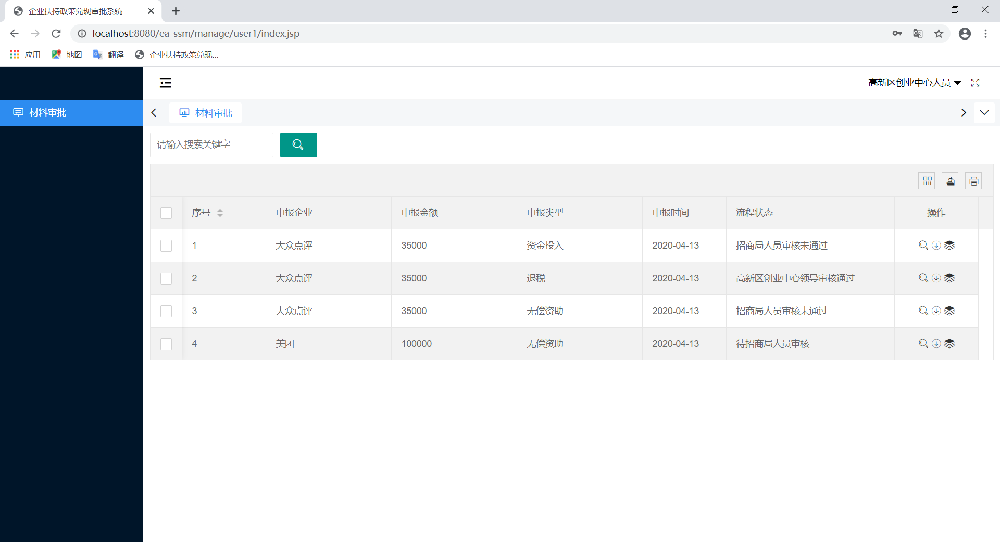 企业扶持政策兑现审批系统
localhost:8080/ea-ssm/manage/user1/index.jsp
应用 地图 翻译 企业扶持政策兑现...
高新区创业中心人员
材料审批
材料审批
请输入搜索关键字
序号 申报企业 申报金额 申报类型 申报时间 流程状态 操作
1 大众点评 35000 资金投入 2020-04-13 招商局人员审核未通过
2 大众点评 35000 退税 2020-04-13 高新区创业中心领导审核通过
3 大众点评 35000 无偿资助 2020-04-13 招商局人员审核未通过
4 美团 100000 无偿资助 2020-04-13 待招商局人员审核